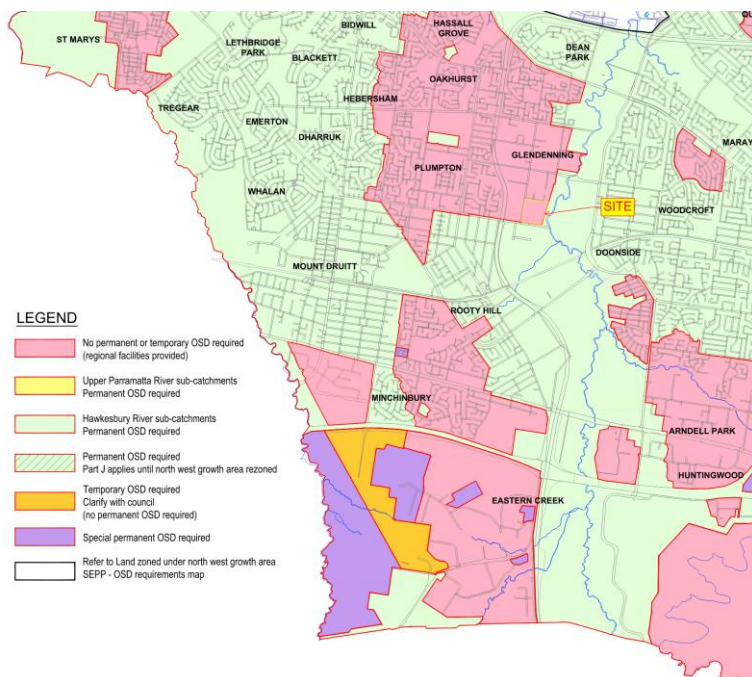 BIDWILL
HASSALL
GROVE
ST MARYS
LETHBRIDGE
PARK
DEAN
PARK
BLACKETT
OAKHURST
HEBERSHAM
TREGEAR
EMERTON
DHARRUK
MARAY
GLENDENNING
PLUMPTON
WHALAN
SITE
WOODCROFT
DOONSIDE
MOUNT DRUITT
ROOTY HILL
MINCHINBURY
ARNDELL PARK
HUNTINGWOOD
EASTERN CREEK
LEGEND
No permanent or temporary OSD required
(regional facilities provided)
Upper Parramatta River sub-catchments
Permanent OSD required
Hawkesbury River sub-catchments
Permanent OSD required
Permanent OSD required
Part J applies until north west growth area rezoned
Temporary OSD required
Clarify with council
(no permanent OSD required)
Special permanent OSD required
Refer to Land zoned under north west growth area
SEPP - OSD requirements map